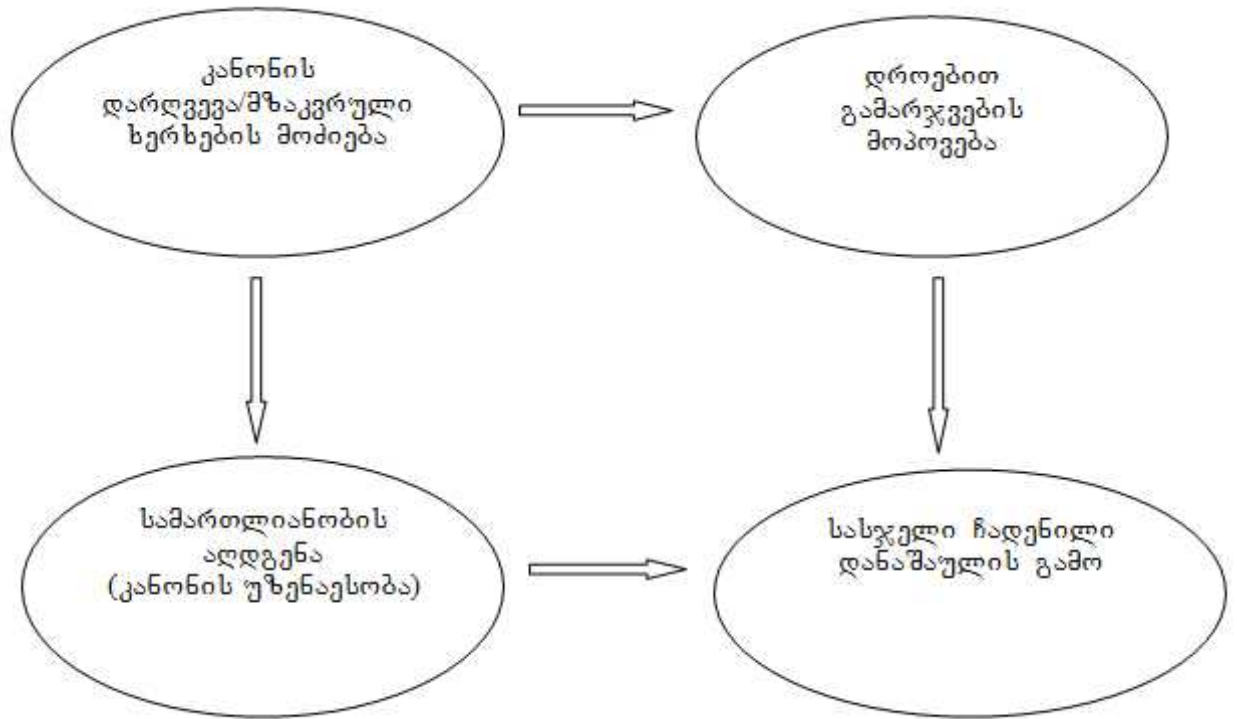 კანონის
დარღვევა/მზაკვრული
ხერხების მოძიება
დროებით
გამარჯვების
მოპოვება
სამართლიანობის
აღდგენა
(კანონის უზენაესობა)
სასჯელი ჩადენილი
დანაშაულის გამო